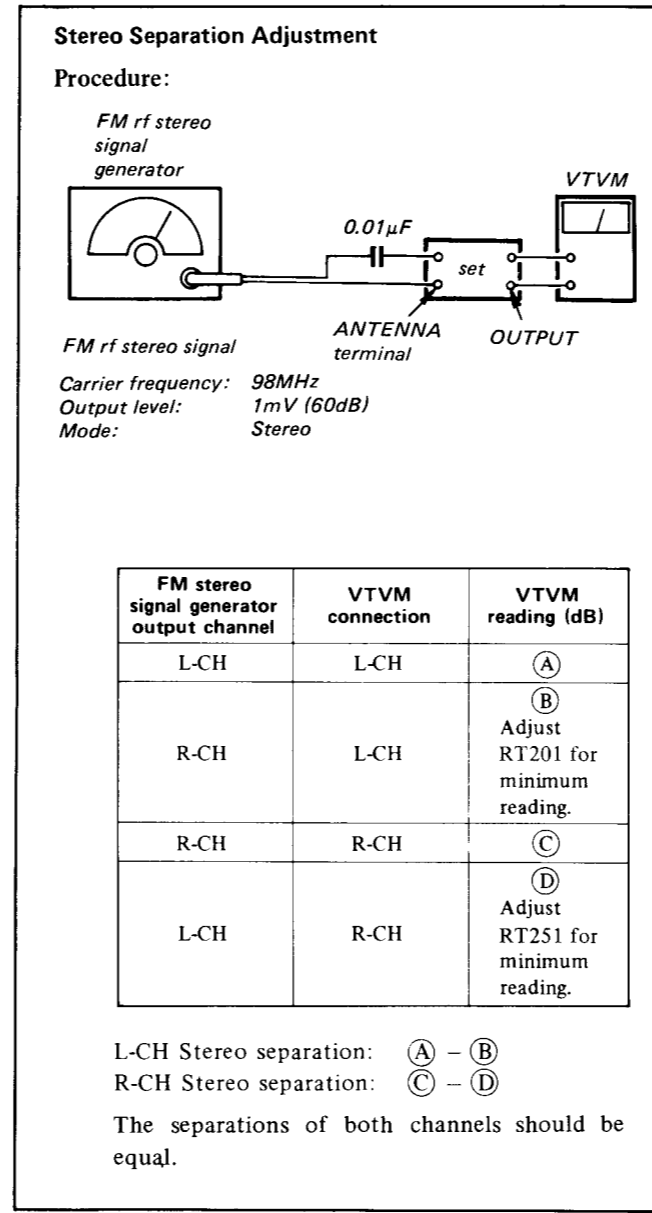 Stereo Separation Adjustment
Procedure:
FM rf stereo
signal
generator
VTVM
0.01μF
set
ANTENNA
terminal
OUTPUT
FM rf stereo signal
Carrier frequency: 98MHz
Output level: 1mV (60dB)
Mode: Stereo
FM stereo
signal generator
output channel
VTVM
connection
VTVM
reading (dB)
L-CH L-CH Ⓐ
R-CH L-CH Ⓑ
Adjust
RT201 for
minimum
reading.
R-CH R-CH Ⓒ
L-CH R-CH Ⓓ
Adjust
RT251 for
minimum
reading.
L-CH Stereo separation: Ⓐ – Ⓑ
R-CH Stereo separation: Ⓒ – Ⓓ
The separations of both channels should be
equal.